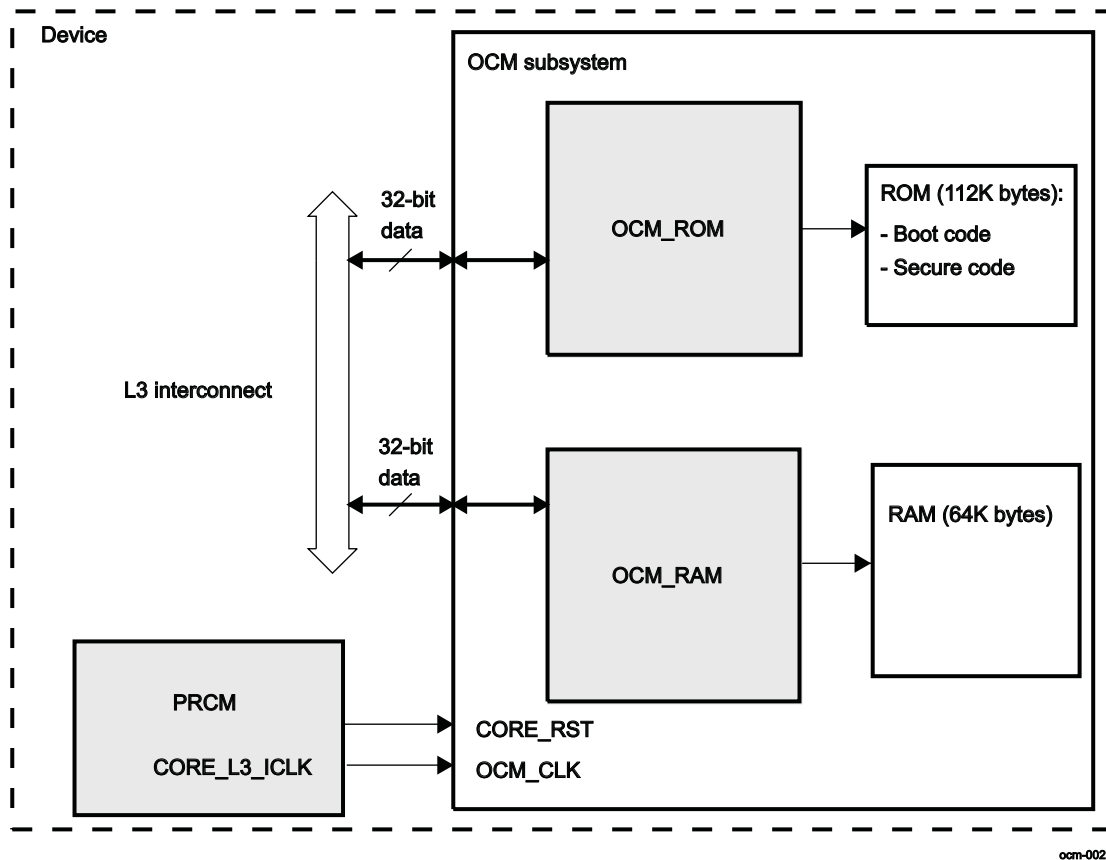 Device
OCM subsystem
32-bit
data
OCM_ROM
ROM (112K bytes):
- Boot code
- Secure code
L3 interconnect
32-bit
data
OCM_RAM
RAM (64K bytes)
PRCM
CORE_L3_ICLK
CORE_RST
OCM_CLK
ocm-002